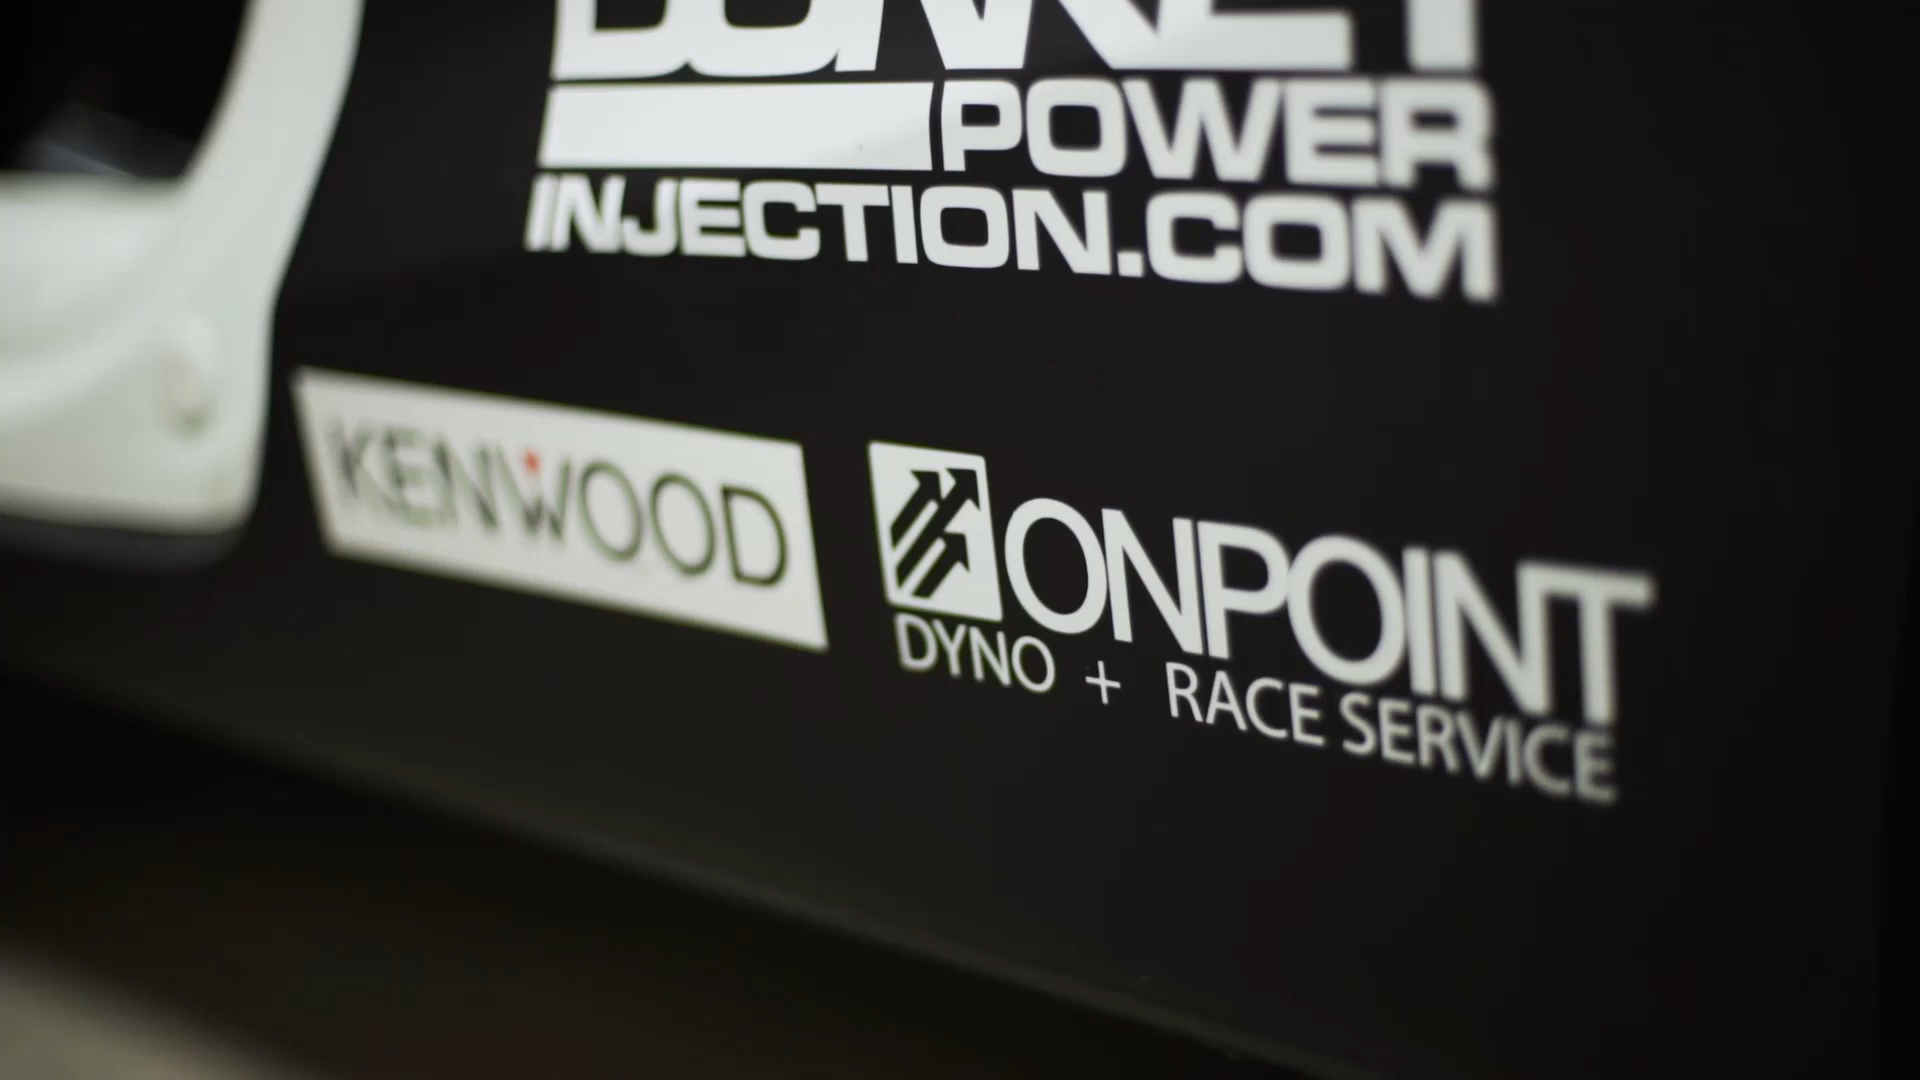 POWER
INJECTION.COM
KENWOOD
ONPOINT
DYNO + RACE SERVICE